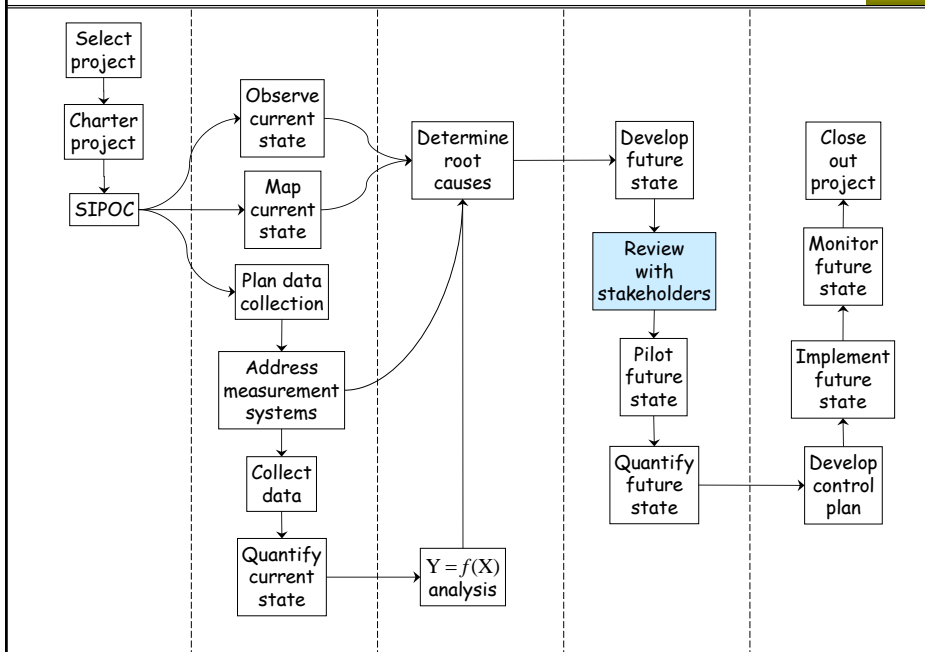 Select
project
Charter
project
SIPOC
Observe
current
state
Map
current
state
Plan data
collection
Address
measurement
systems
Collect
data
Quantify
current
state
Determine
root
causes
Y = f(X)
analysis
Develop
future
state
Review
with
stakeholders
Pilot
future
state
Quantify
future
state
Close
out
project
Monitor
future
state
Implement
future
state
Develop
control
plan